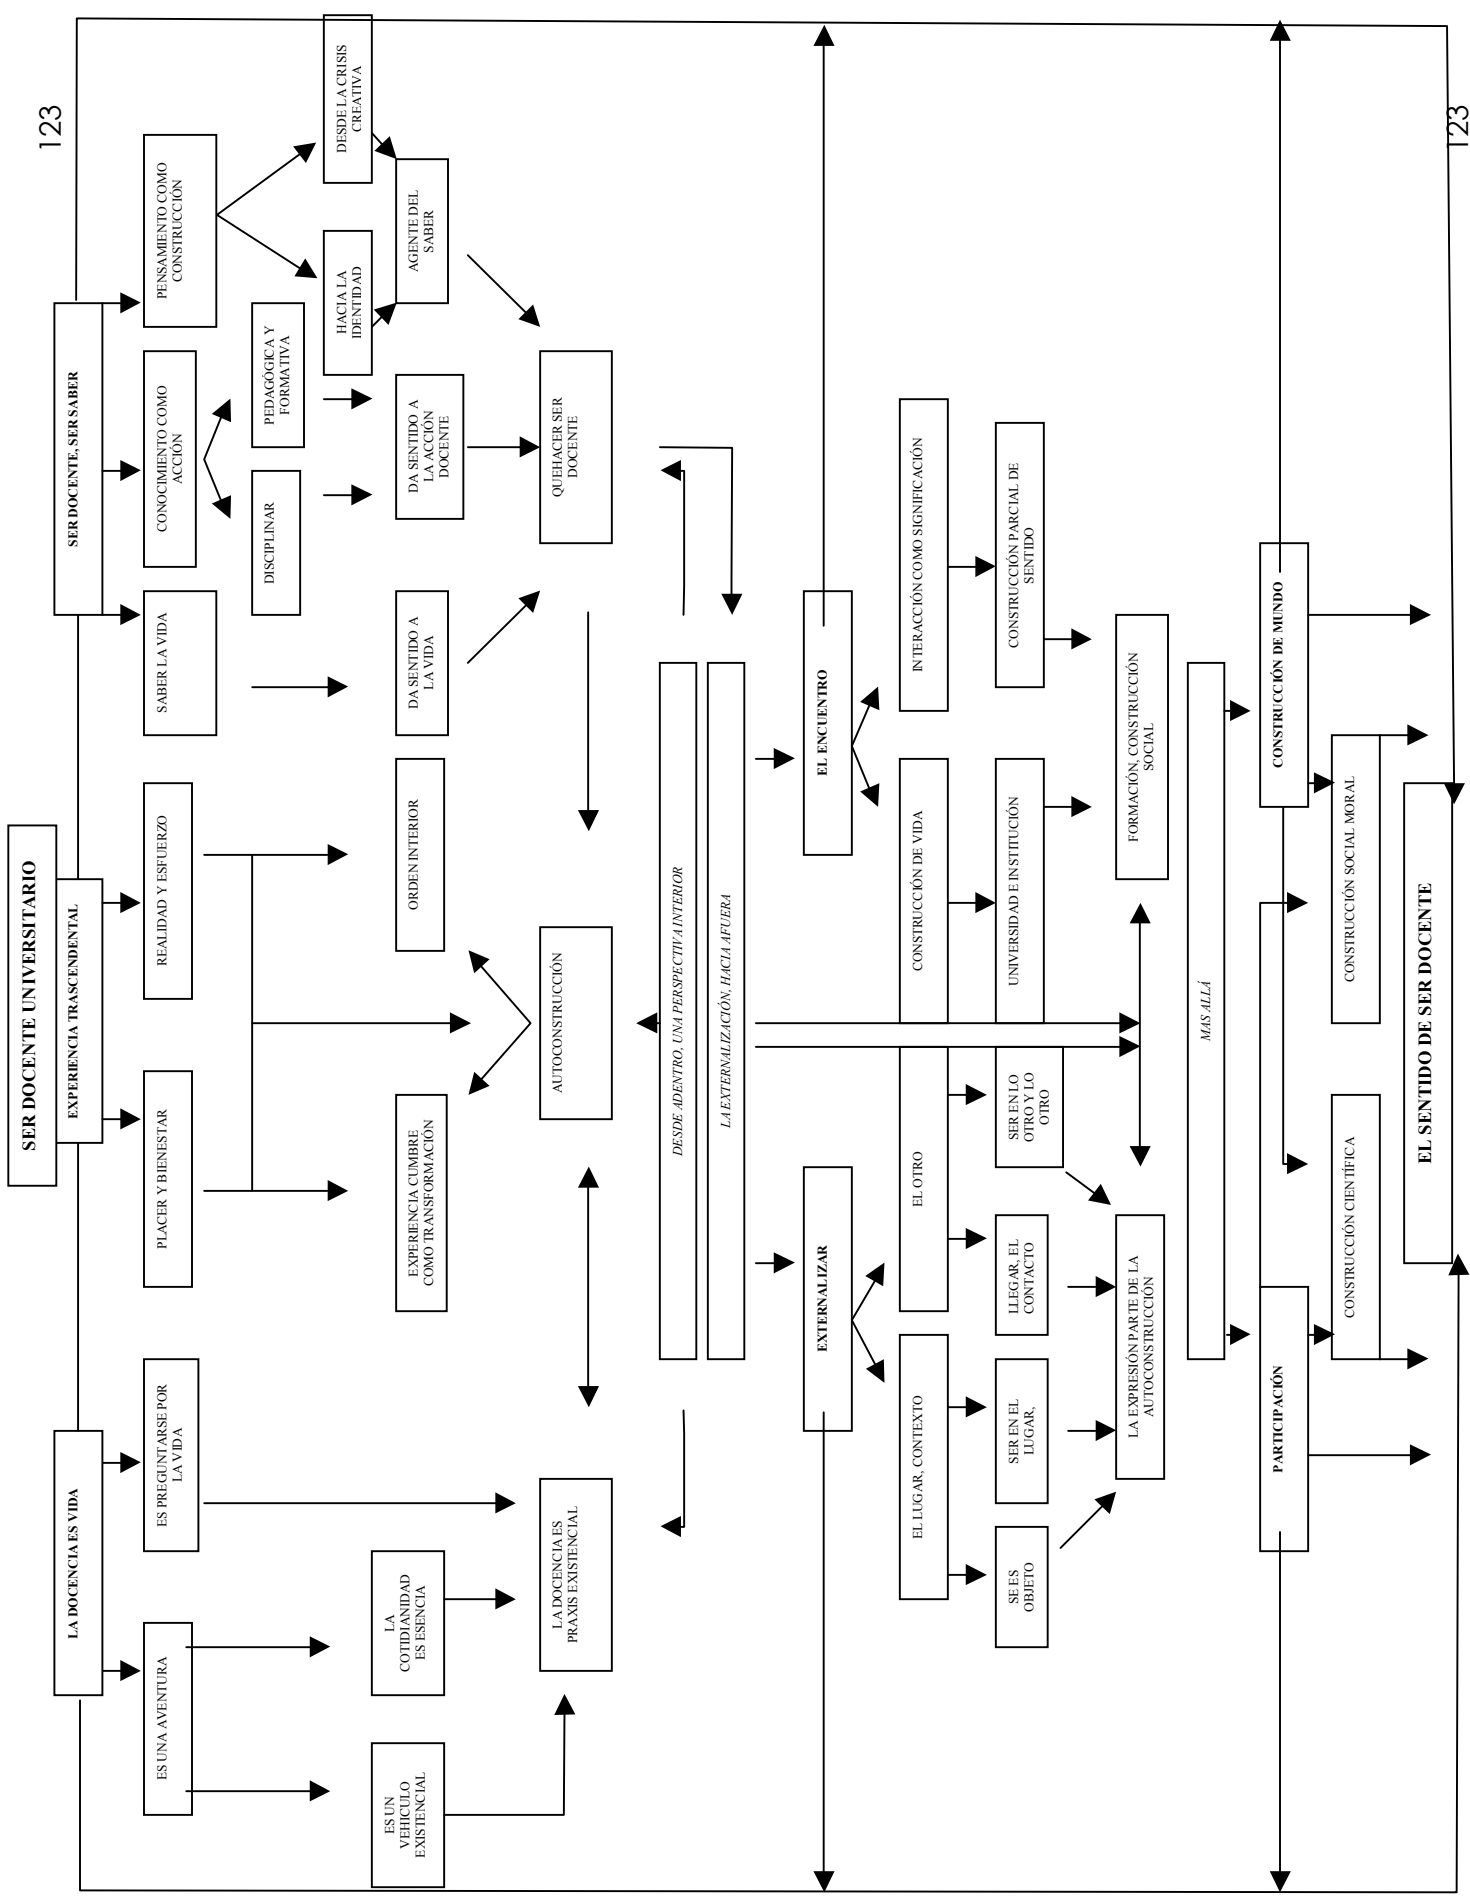 123
SER DOCENTE UNIVERSITARIO
LA DOCENCIA ES VIDA
EXPERIENCIA TRASCENDENTAL
SER DOCENTE, SER SABER
ES UNA AVENTURA
ES PREGUNTARSE POR
LA VIDA
PLACER Y BIENESTAR
REALIDAD Y ESFUERZO
SABER LA VIDA
CONOCIMIENTO COMO
ACCIÓN
PENSAMIENTO COMO
CONSTRUCCIÓN
DISCIPLINAR
PEDAGÓGICA Y
FORMATIVA
HACIA LA
IDENTIDAD
DESDE LA CRISIS
CREATIVA
ES UN
VEHICULO
EXISTENCIAL
LA
COTIDIANIDAD
ES ESENCIA
EXPERIENCIA CUMBRE
COMO TRANSFORMACIÓN
ORDEN INTERIOR
DA SENTIDO A
LA VIDA
DA SENTIDO A
LA ACCIÓN
DOCENTE
AGENTE DEL
SABER
LA DOCENCIA ES
PRAXIS EXISTENCIAL
AUTOCONSTRUCCIÓN
QUEHACER SER
DOCENTE
DESDE ADENTRO, UNA PERSPECTIVA INTERIOR
LA EXTERNALIZACIÓN, HACIA AFUERA
EXTERNALIZAR
EL ENCUENTRO
EL LUGAR, CONTEXTO
EL OTRO
CONSTRUCCIÓN DE VIDA
INTERACCIÓN COMO SIGNIFICACIÓN
SE ES
OBJETO
SER EN EL
LUGAR,
LLEGAR, EL
CONTACTO
SER EN LO
OTRO Y LO
OTRO
UNIVERSIDAD E INSTITUCIÓN
CONSTRUCCIÓN PARCIAL DE
SENTIDO
LA EXPRESIÓN PARTE DE LA
AUTOCONSTRUCCIÓN
FORMACIÓN, CONSTRUCCIÓN
SOCIAL
MAS ALLÁ
PARTICIPACIÓN
CONSTRUCCIÓN DE MUNDO
CONSTRUCCIÓN CIENTÍFICA
CONSTRUCCIÓN SOCIAL MORAL
EL SENTIDO DE SER DOCENTE
123